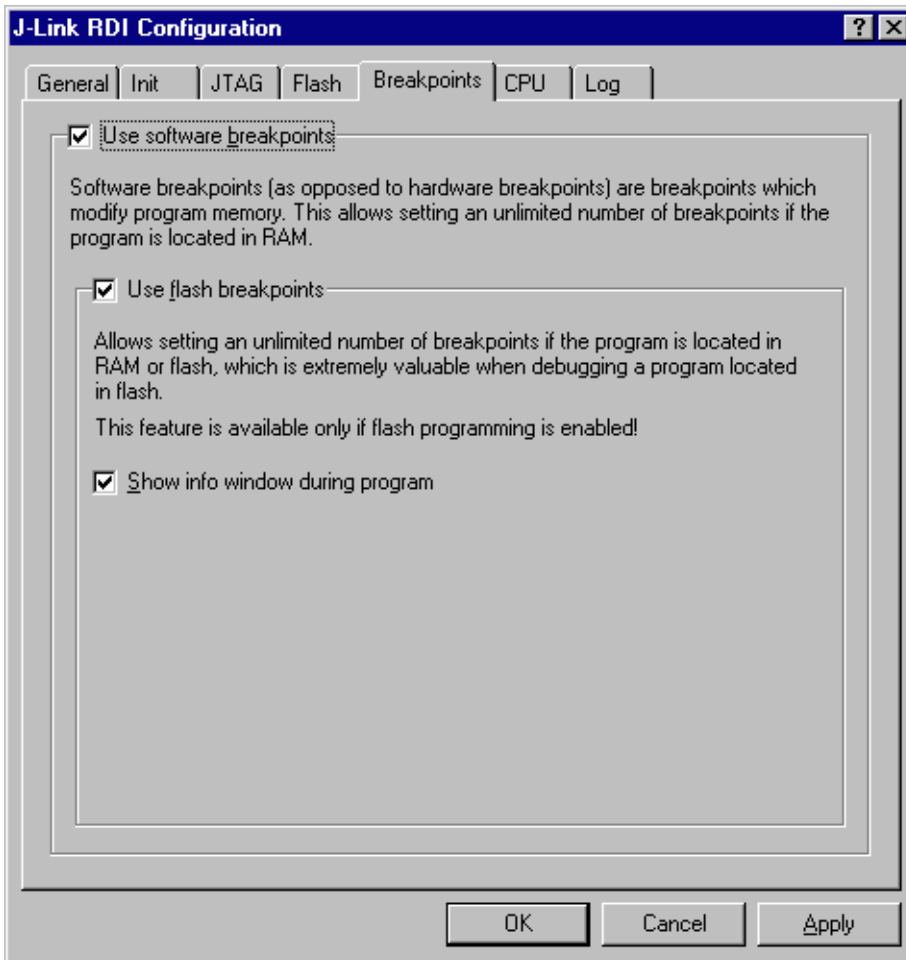 J-Link RDI Configuration
General Init JTAG Flash Breakpoints CPU Log
Use software breakpoints
Software breakpoints (as opposed to hardware breakpoints) are breakpoints which
modify program memory. This allows setting an unlimited number of breakpoints if the
program is located in RAM.
Use flash breakpoints
Allows setting an unlimited number of breakpoints if the program is located in
RAM or flash, which is extremely valuable when debugging a program located
in flash.
This feature is available only if flash programming is enabled!
Show info window during program
OK Cancel Apply